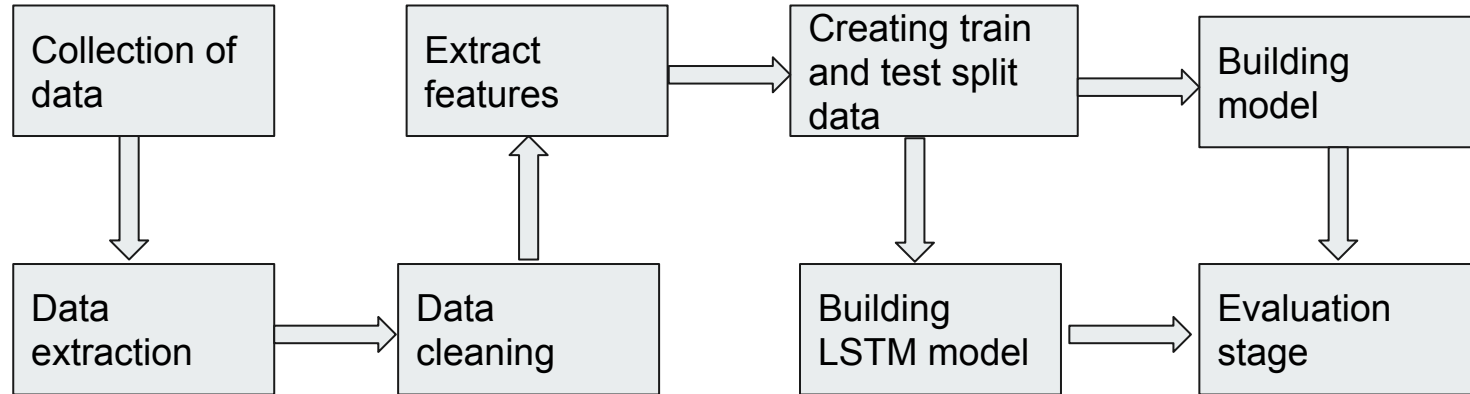 Collection of
data
Extract
features
Creating train
and test split
data
Building
model
Data
extraction
Data
cleaning
Building
LSTM model
Evaluation
stage